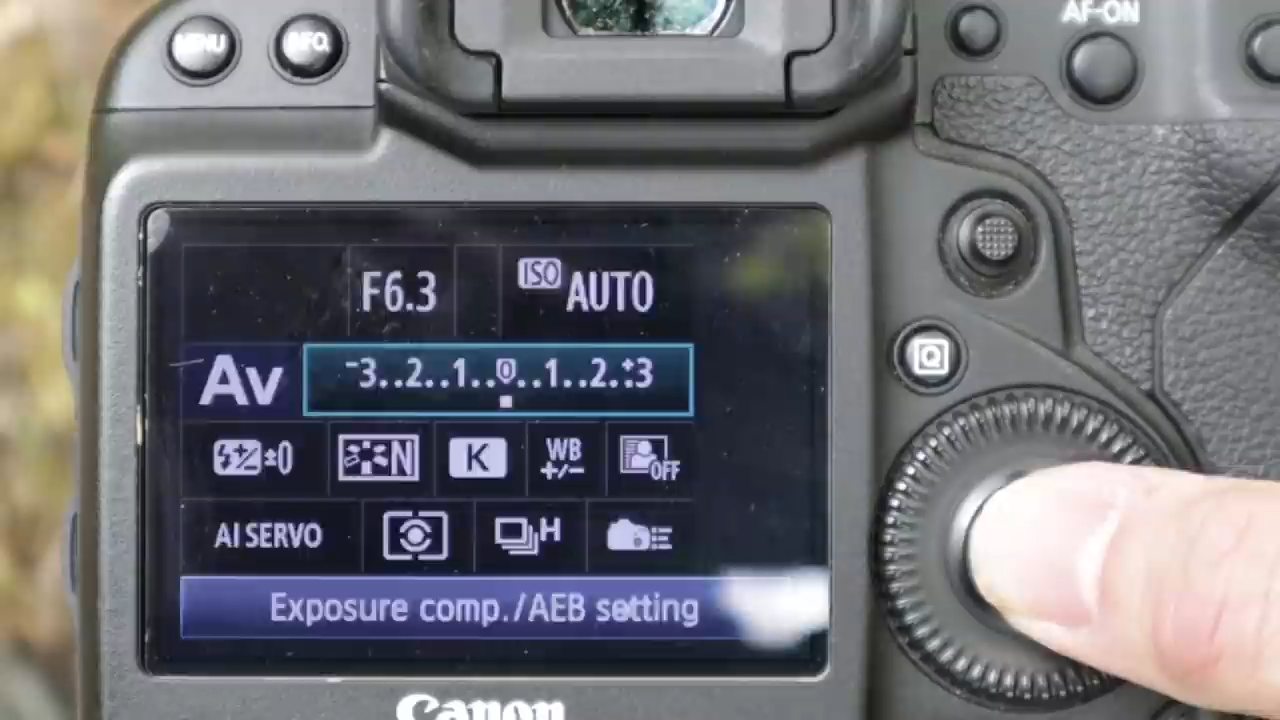 MENU
INFO.
AF-ON
F6.3
ISO AUTO
Av
-3..2..1..0..1..2.:+3
±0
N
K
WB +/-
OFF
AI SERVO
H
Q
Exposure comp./AEB setting
Canon